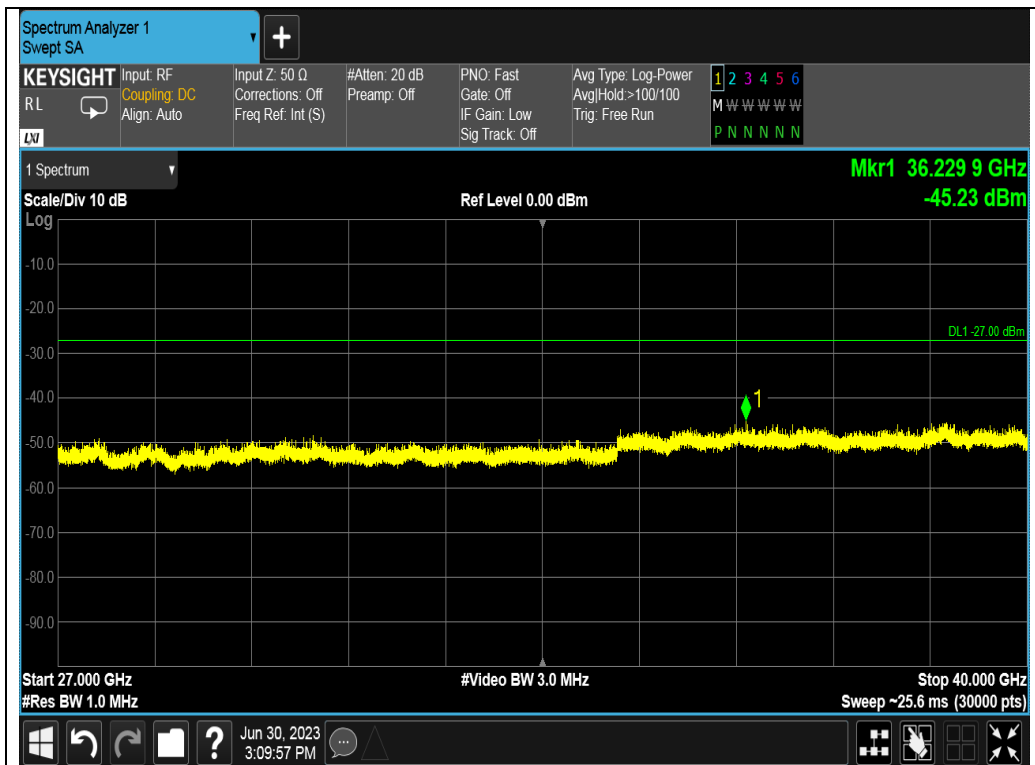 Spectrum Analyzer 1
Swept SA
KEYSIGHT
RL
LXI
Input: RF
Coupling: DC
Align: Auto
Input Z: 50 Ω
Corrections: Off
Freq Ref: Int (S)
#Atten: 20 dB
Preamp: Off
PNO: Fast
Gate: Off
IF Gain: Low
Sig Track: Off
Avg Type: Log-Power
Avg|Hold:>100/100
Trig: Free Run
1 2 3 4 5 6
M W W W W W
P N N N N N
1 Spectrum
Mkr1 36.229 9 GHz
-45.23 dBm
Scale/Div 10 dB
Ref Level 0.00 dBm
Log
-10.0
-20.0
DL1 -27.00 dBm
-30.0
-40.0
1
-50.0
-60.0
-70.0
-80.0
-90.0
Start 27.000 GHz
#Video BW 3.0 MHz
Stop 40.000 GHz
#Res BW 1.0 MHz
Sweep ~25.6 ms (30000 pts)
?
Jun 30, 2023
3:09:57 PM